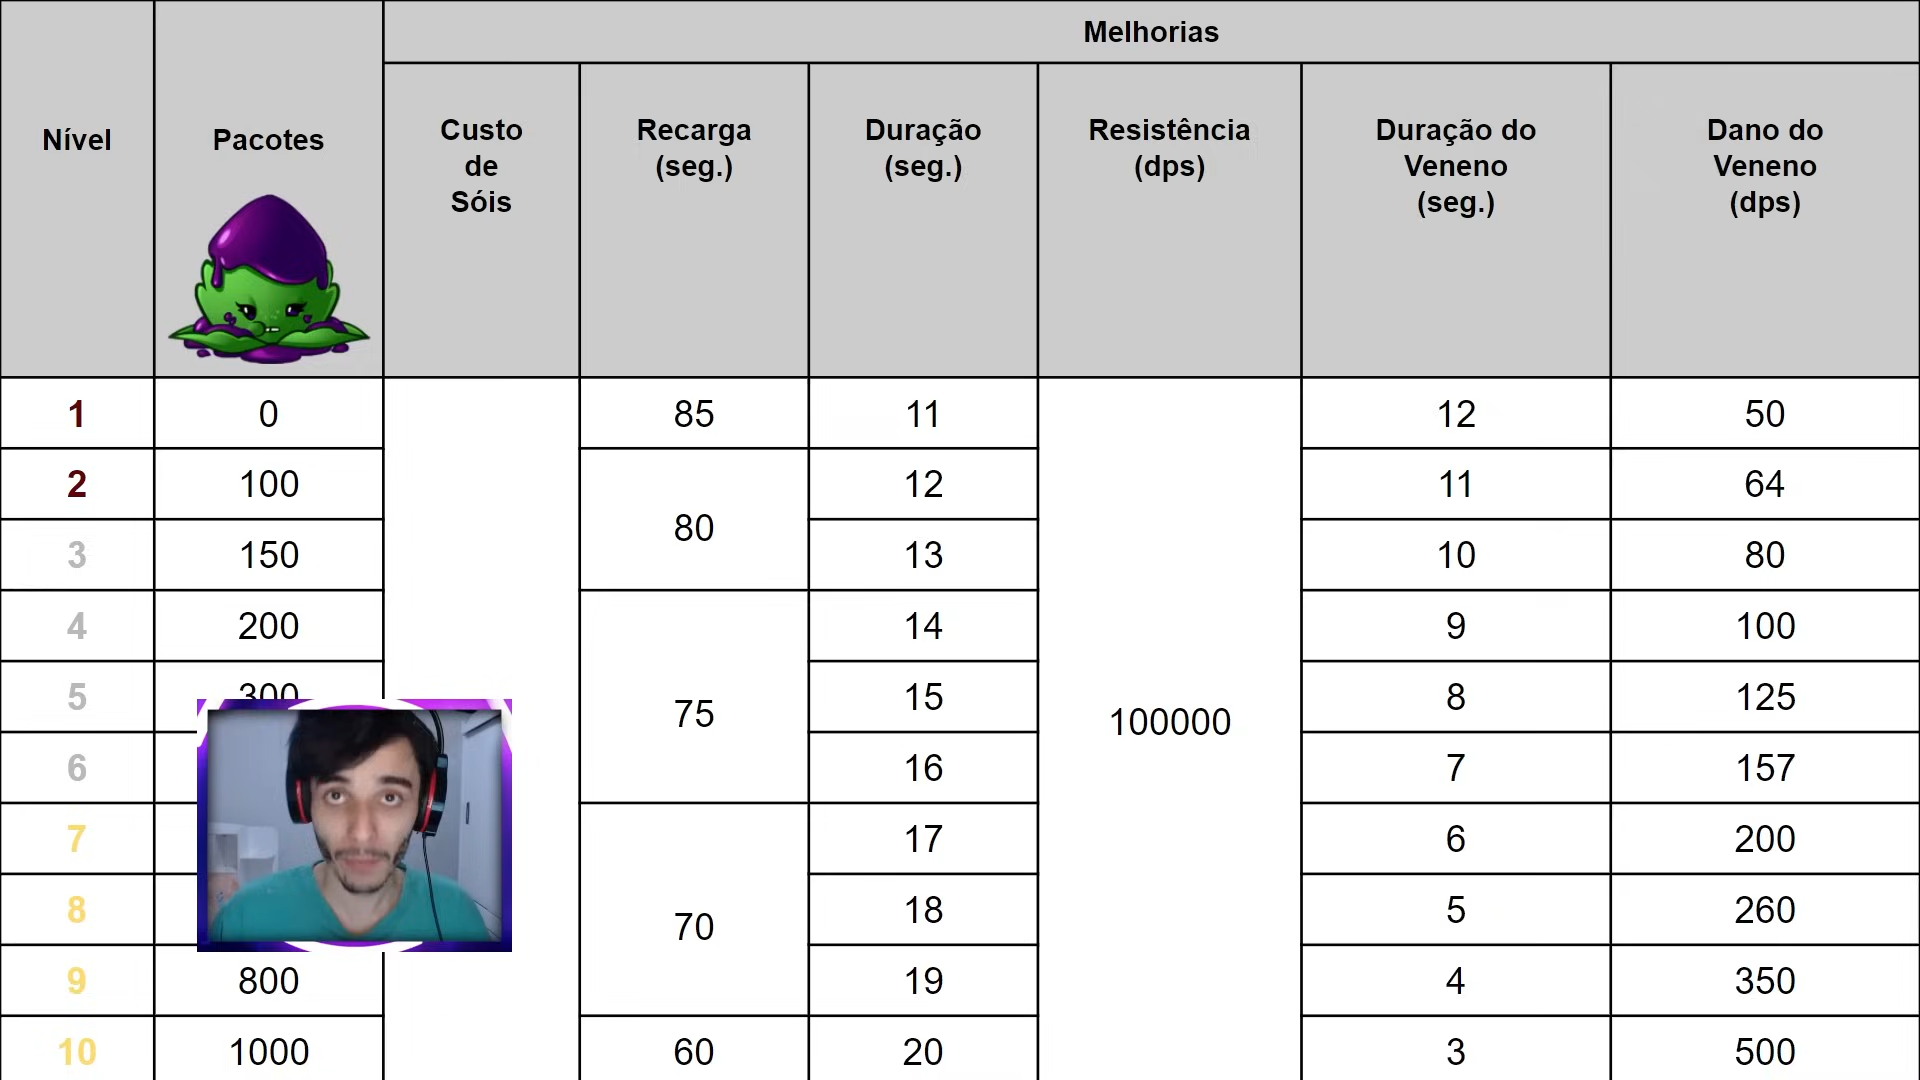 Melhorias
Nível Pacotes Custo de Sóis Recarga (seg.) Duração (seg.) Resistência (dps) Duração do Veneno (seg.) Dano do Veneno (dps)
1 0 85 11 12 50
2 100 80 12 11 64
3 150 13 10 80
4 200 75 14 9 100
5 300 15 100000 8 125
6 16 7 157
7 70 17 6 200
8 18 5 260
9 800 19 4 350
10 1000 60 20 3 500